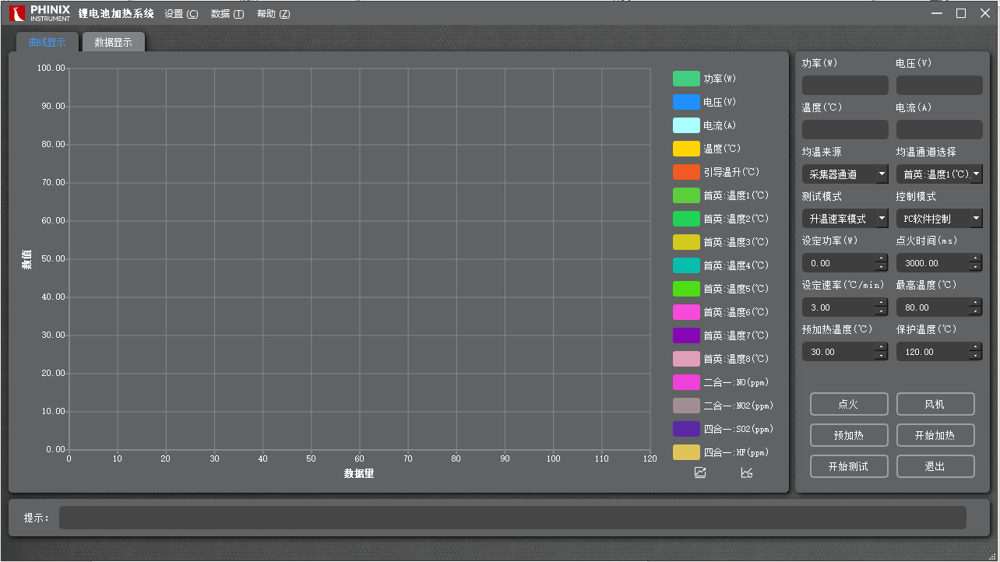 PHINIX
INSTRUMENT
锂电池加热系统 设置 (C) 数据 (T) 帮助 (Z)
曲线显示 数据显示
100.00
90.00
80.00
70.00
60.00
50.00
40.00
30.00
20.00
10.00
0.00
数值
0 10 20 30 40 50 60 70 80 90 100 110 120
数据量
功率(W)
电压(V)
电流(A)
温度(℃)
引导温升(℃)
首英:温度1(℃)
首英:温度2(℃)
首英:温度3(℃)
首英:温度4(℃)
首英:温度5(℃)
首英:温度6(℃)
首英:温度7(℃)
首英:温度8(℃)
二合一:NO(ppm)
二合一:NO2(ppm)
四合一:SO2(ppm)
四合一:HF(ppm)
功率(W) 电压(V)
温度(℃) 电流(A)
均温来源 均温通道选择
采集器通道 首英:温度1(℃)
测试模式 控制模式
升温速率模式 PC软件控制
设定功率(W) 点火时间(ms)
0.00 3000.00
设定速率(℃/min) 最高温度(℃)
3.00 80.00
预加热温度(℃) 保护温度(℃)
30.00 120.00
点火 风机
预加热 开始加热
开始测试 退出
提示: